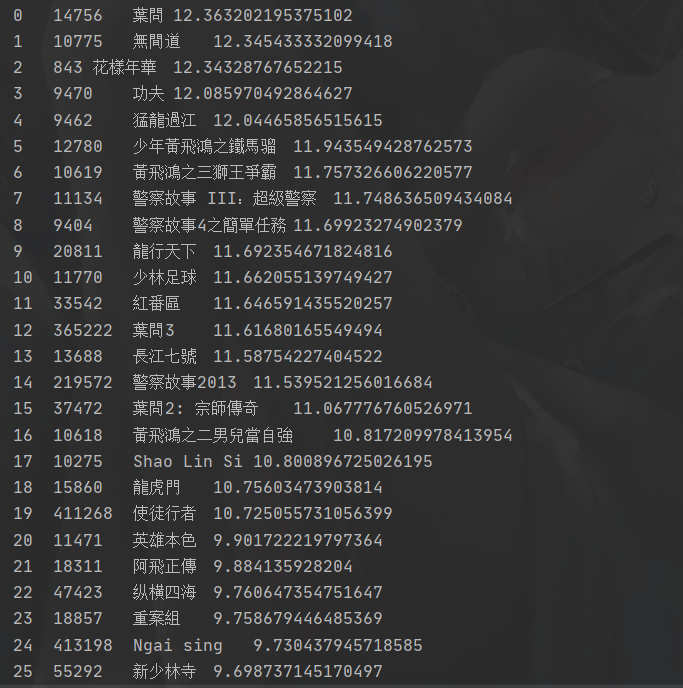 0 14756 葉問 12.363202195375102
1 10775 無間道 12.345433332099418
2 843 花樣年華 12.34328767652215
3 9470 功夫 12.085970492864627
4 9462 猛龍過江 12.04465856515615
5 12780 少年黃飛鴻之鐵馬骝 11.943549428762573
6 10619 黃飛鴻之三獅王爭霸 11.757326606220577
7 11134 警察故事 III：超級警察 11.748636509434084
8 9404 警察故事4之簡單任務 11.69923274902379
9 20811 龍行天下 11.692354671824816
10 11770 少林足球 11.662055139749427
11 33542 紅番區 11.646591435520257
12 365222 葉問3 11.61680165549494
13 13688 長江七號 11.58754227404522
14 219572 警察故事2013 11.539521256016684
15 37472 葉問2: 宗師傳奇 11.067776760526971
16 10618 黃飛鴻之二男兒當自強 10.817209978413954
17 10275 Shao Lin Si 10.800896725026195
18 15860 龍虎門 10.75603473903814
19 411268 使徒行者 10.725055731056399
20 11471 英雄本色 9.901722219797364
21 18311 阿飛正傳 9.884135928204
22 47423 纵横四海 9.760647354751647
23 18857 重案組 9.758679446485369
24 413198 Ngai sing 9.730437945718585
25 55292 新少林寺 9.698737145170497